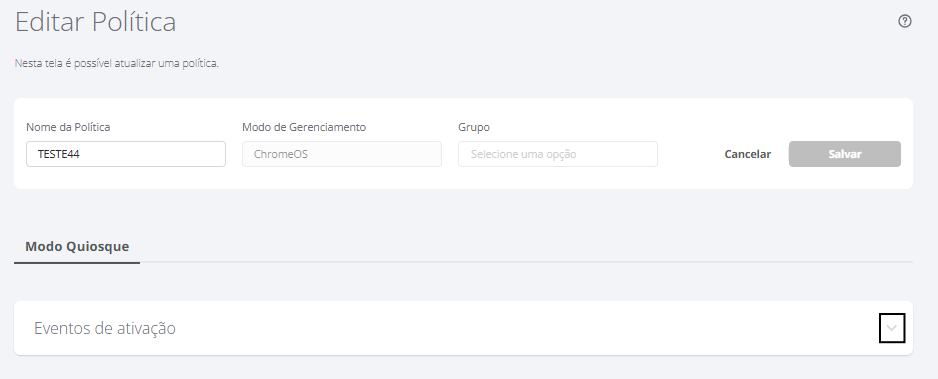 Editar Política
Nesta tela é possível atualizar uma política.
Nome da Política
TESTE44
Modo de Gerenciamento
ChromeOS
Grupo
Selecione uma opção
Cancelar
Salvar
Modo Quiosque
Eventos de ativação